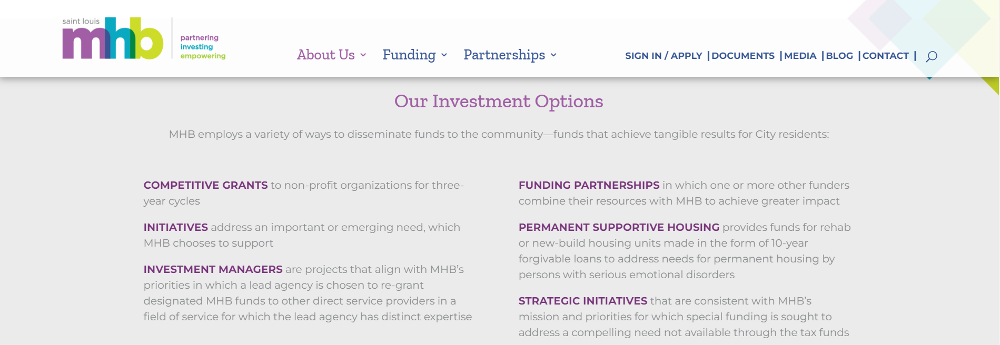 saint louis
mhb
partnering
investing
empowering
About Us
Funding
Partnerships
SIGN IN / APPLY | DOCUMENTS | MEDIA | BLOG | CONTACT |
Our Investment Options
MHB employs a variety of ways to disseminate funds to the community—funds that achieve tangible results for City residents:
COMPETITIVE GRANTS to non-profit organizations for three-
year cycles
INITIATIVES address an important or emerging need, which
MHB chooses to support
INVESTMENT MANAGERS are projects that align with MHB’s
priorities in which a lead agency is chosen to re-grant
designated MHB funds to other direct service providers in a
field of service for which the lead agency has distinct expertise
FUNDING PARTNERSHIPS in which one or more other funders
combine their resources with MHB to achieve greater impact
PERMANENT SUPPORTIVE HOUSING provides funds for rehab
or new-build housing units made in the form of 10-year
forgivable loans to address needs for permanent housing by
persons with serious emotional disorders
STRATEGIC INITIATIVES that are consistent with MHB’s
mission and priorities for which special funding is sought to
address a compelling need not available through the tax funds